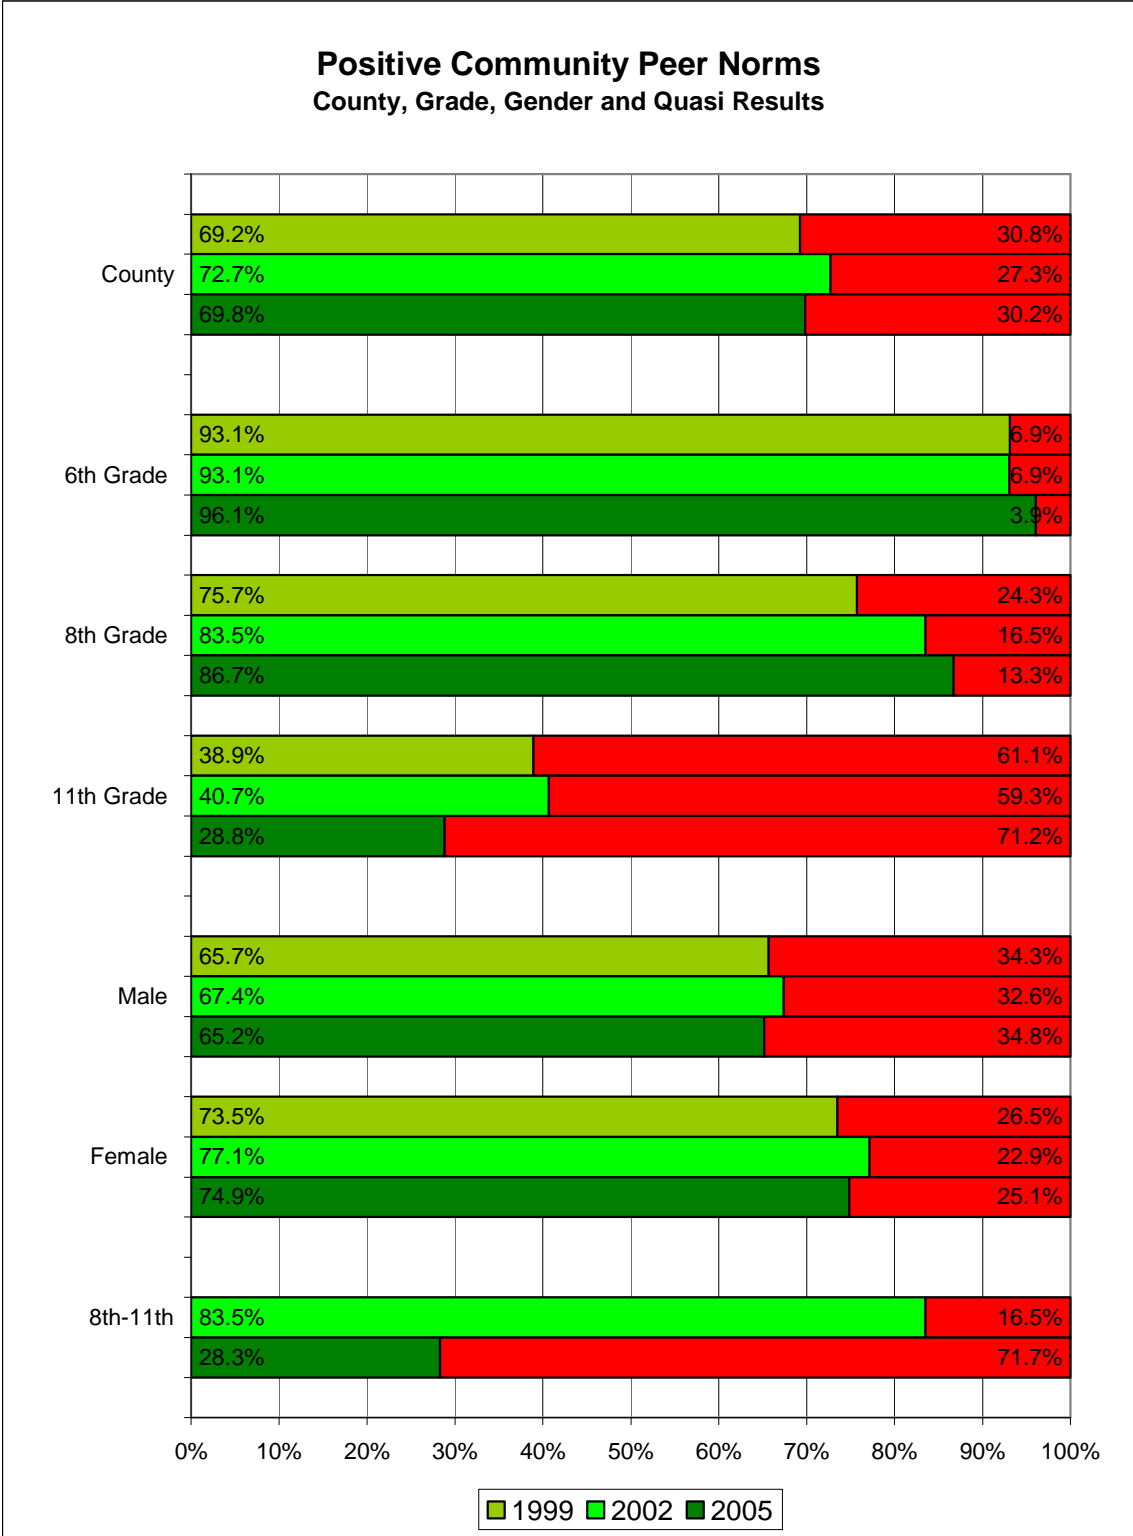 Positive Community Peer Norms
County, Grade, Gender and Quasi Results
69.2% 30.8%
County 72.7% 27.3%
69.8% 30.2%
93.1% 6.9%
6th Grade 93.1% 6.9%
96.1% 3.9%
75.7% 24.3%
8th Grade 83.5% 16.5%
86.7% 13.3%
38.9% 61.1%
11th Grade 40.7% 59.3%
28.8% 71.2%
65.7% 34.3%
Male 67.4% 32.6%
65.2% 34.8%
73.5% 26.5%
Female 77.1% 22.9%
74.9% 25.1%
8th-11th 83.5% 16.5%
28.3% 71.7%
0% 10% 20% 30% 40% 50% 60% 70% 80% 90% 100%
1999 2002 2005